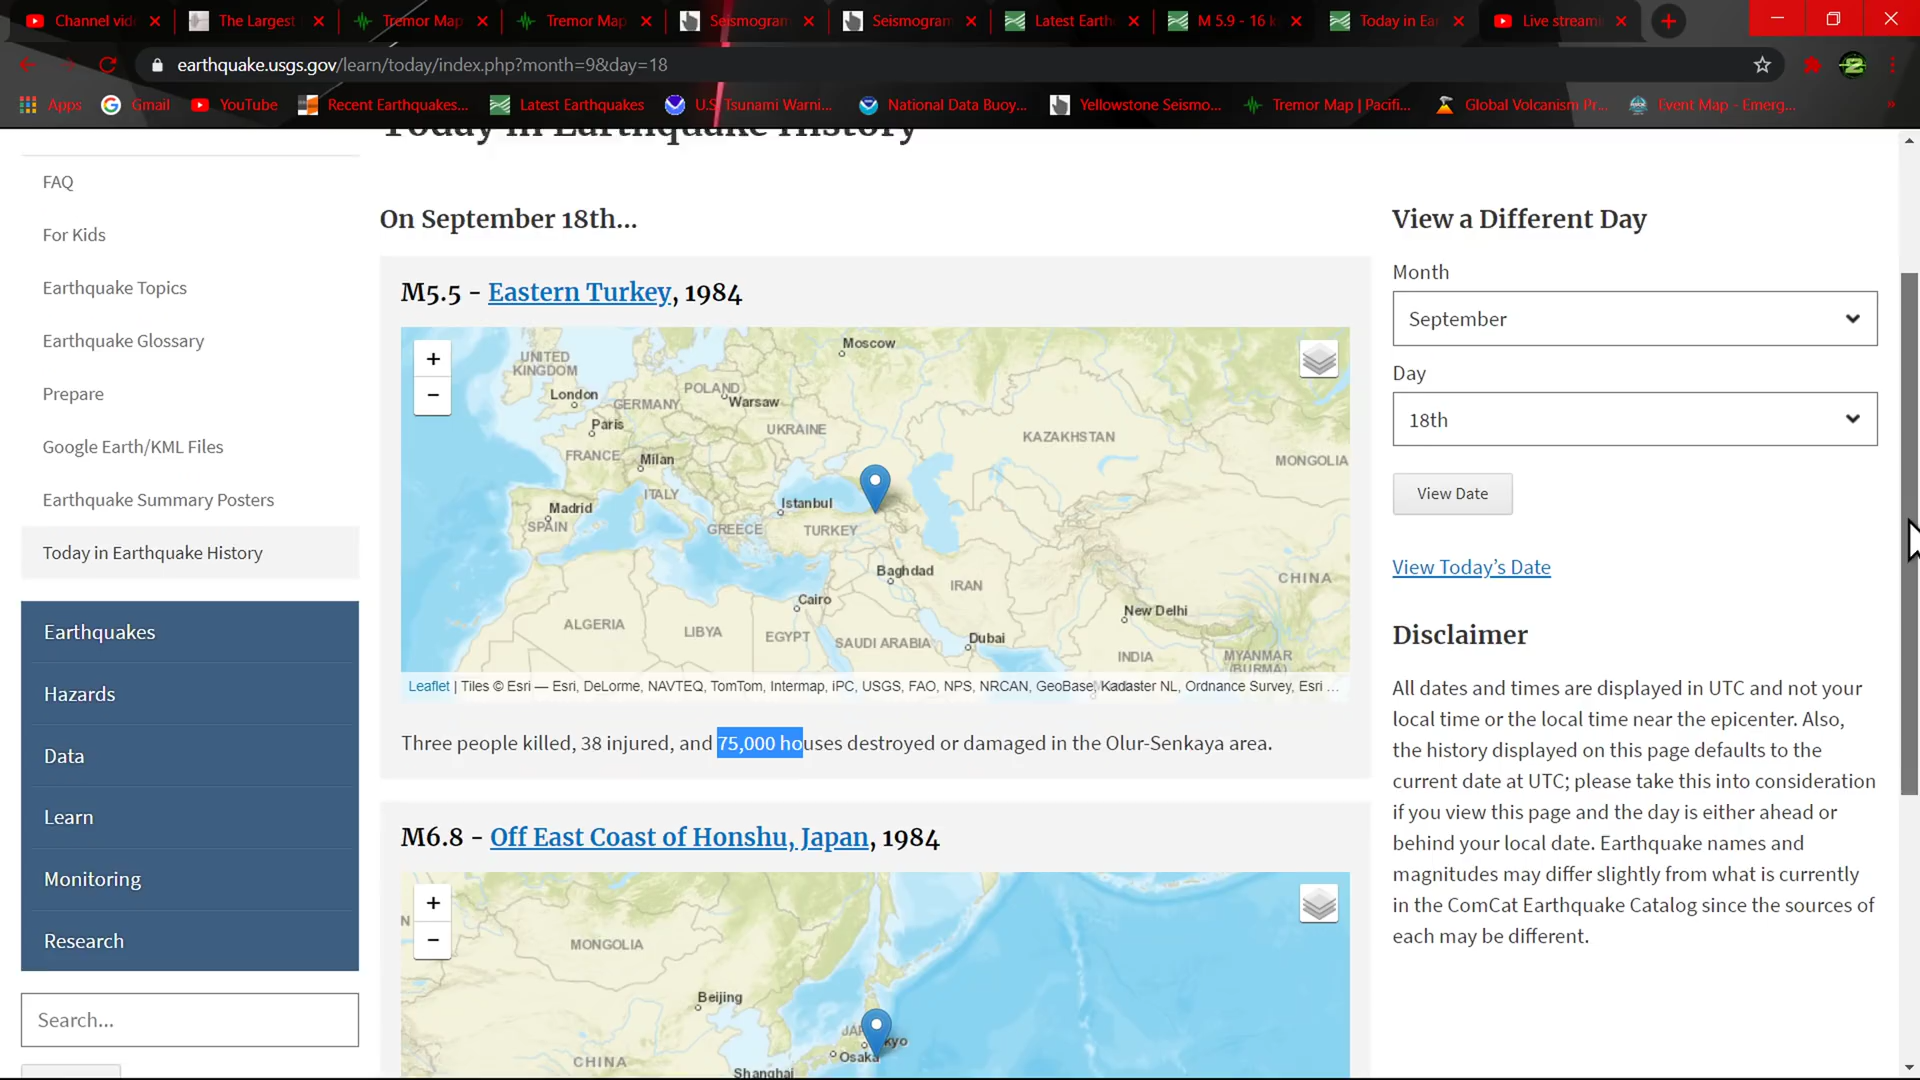 Channel vid
The Largest
Tremor Map
Tremor Map
Seismogram
Seismogram
Latest Earth
M 5.9 - 16 k
Today in Ear
Live streami
earthquake.usgs.gov/learn/today/index.php?month=9&day=18
Apps
Gmail
YouTube
Recent Earthquakes...
Latest Earthquakes
U.S. Tsunami Warni...
National Data Buoy...
Yellowstone Seismo...
Tremor Map | Pacifi...
Global Volcanism Pr...
Event Map - Emerg...
»
Today in Earthquake History
FAQ
For Kids
Earthquake Topics
Earthquake Glossary
Prepare
Google Earth/KML Files
Earthquake Summary Posters
Today in Earthquake History
Earthquakes
Hazards
Data
Learn
Monitoring
Research
Search...
On September 18th...
M5.5 - Eastern Turkey, 1984
+
−
Moscow
UNITED
KINGDOM
London
POLAND
Warsaw
GERMANY
Paris
UKRAINE
KAZAKHSTAN
FRANCE
Milan
MONGOLIA
ITALY
Madrid
SPAIN
Istanbul
GREECE
TURKEY
Baghdad
IRAN
CHINA
Cairo
New Delhi
ALGERIA
LIBYA
EGYPT
SAUDI ARABIA
Dubai
INDIA
MYANMAR
(BURMA)
Leaflet | Tiles © Esri — Esri, DeLorme, NAVTEQ, TomTom, Intermap, iPC, USGS, FAO, NPS, NRCAN, GeoBase, Kadaster NL, Ordnance Survey, Esri ...
Three people killed, 38 injured, and 75,000 houses destroyed or damaged in the Olur-Senkaya area.
M6.8 - Off East Coast of Honshu, Japan, 1984
+
−
MONGOLIA
Beijing
JAP
kyo
Osaka
CHINA
Shanghai
View a Different Day
Month
September
Day
18th
View Date
View Today's Date
Disclaimer
All dates and times are displayed in UTC and not your
local time or the local time near the epicenter. Also,
the history displayed on this page defaults to the
current date at UTC; please take this into consideration
if you view this page and the day is either ahead or
behind your local date. Earthquake names and
magnitudes may differ slightly from what is currently
in the ComCat Earthquake Catalog since the sources of
each may be different.